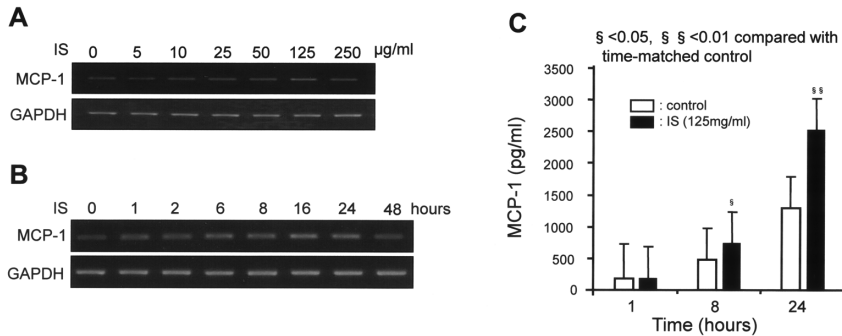 A
IS 0 5 10 25 50 125 250 µg/ml
MCP-1
GAPDH
B
IS 0 1 2 6 8 16 24 48 hours
MCP-1
GAPDH
C
§ <0.05, § § <0.01 compared with
time-matched control
: control
: IS (125mg/ml)
MCP-1 (pg/ml)
3500
3000
2500
2000
1500
1000
500
0
§
§ §
1 8 24
Time (hours)